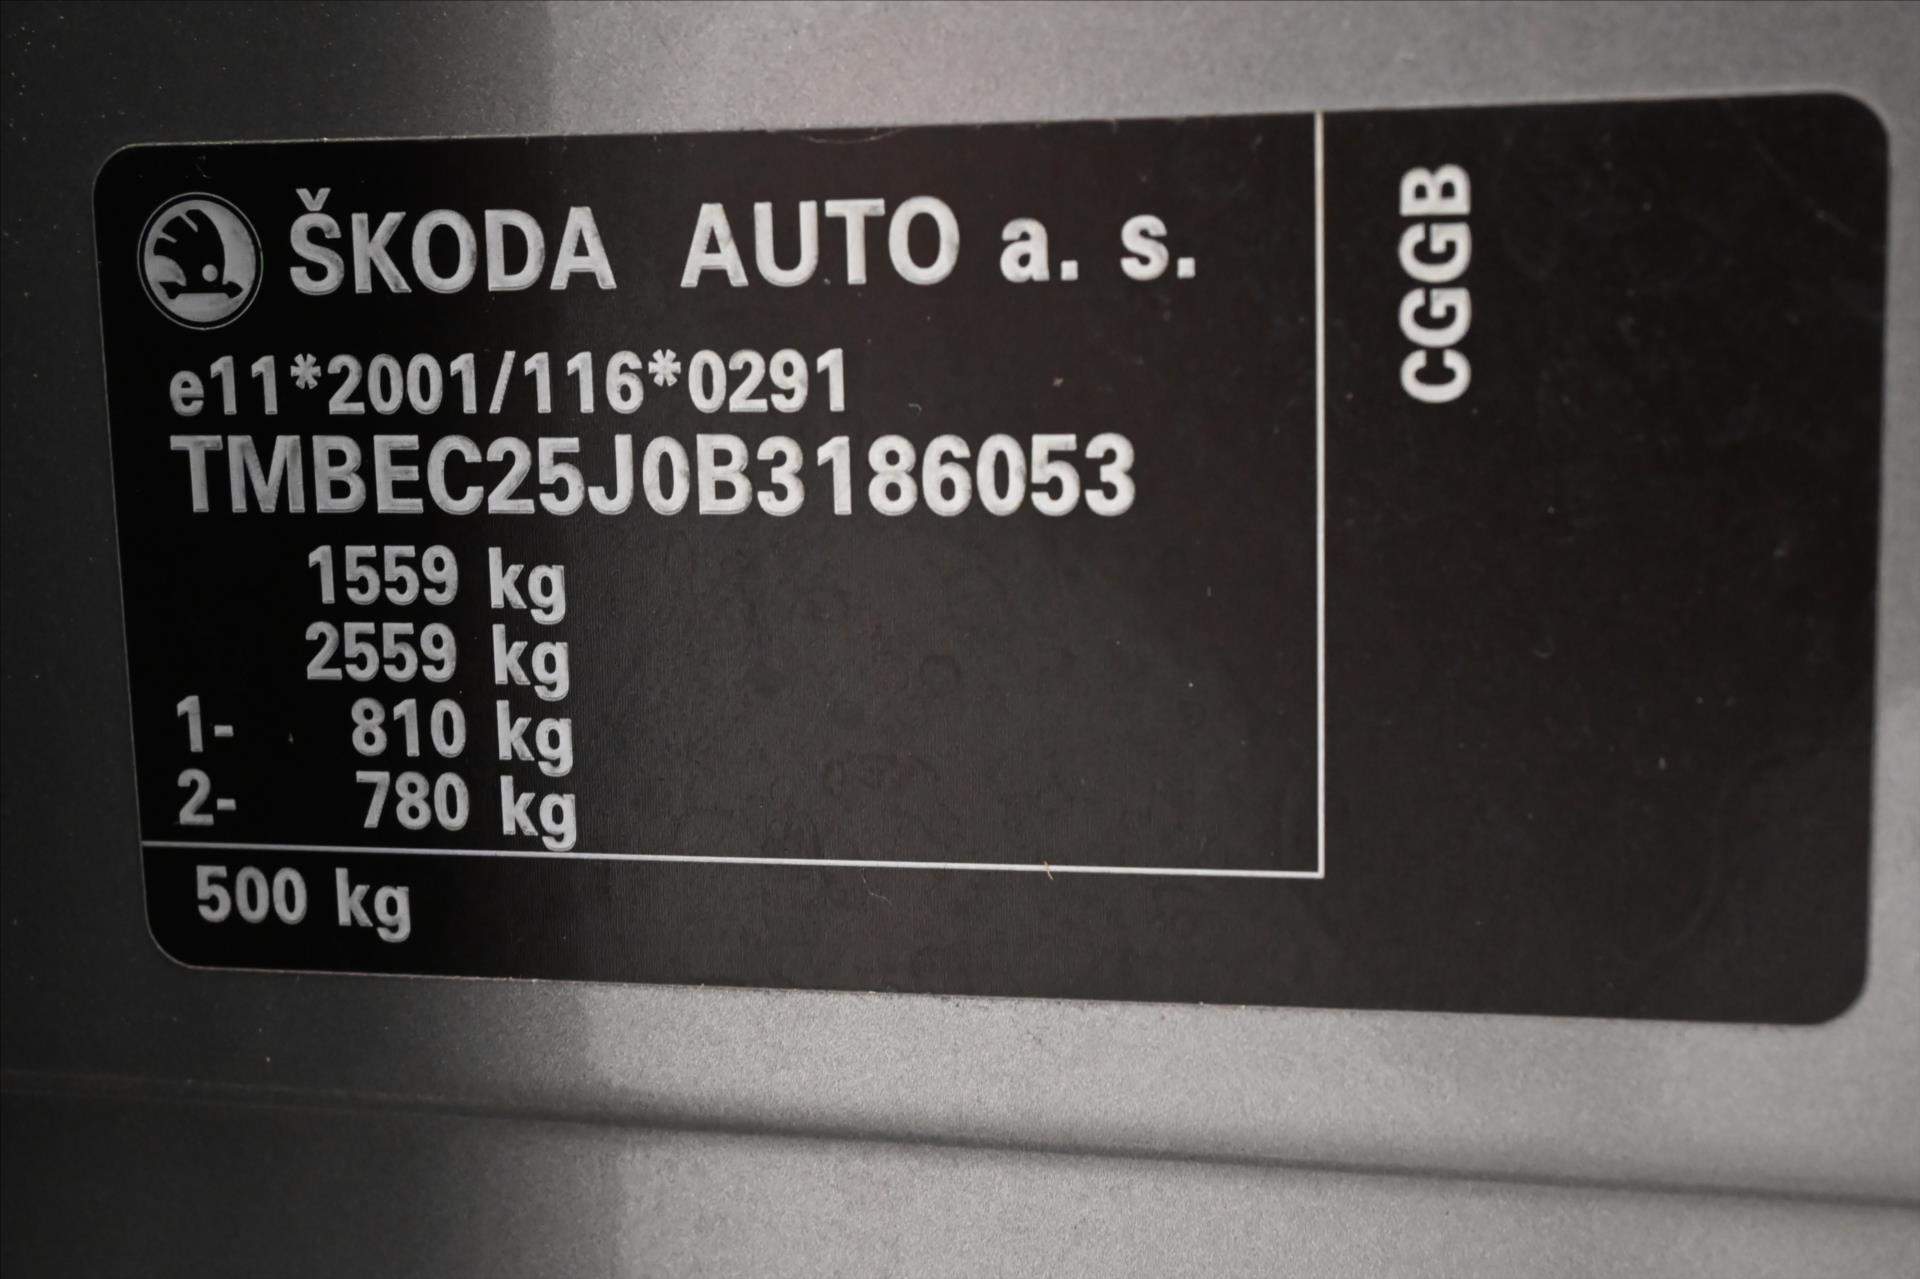 ŠKODA AUTO a. s.
e11*2001/116*0291
TMBEC25J0B3186053
1559 kg
2559 kg
1- 810 kg
2- 780 kg
500 kg
CGGB